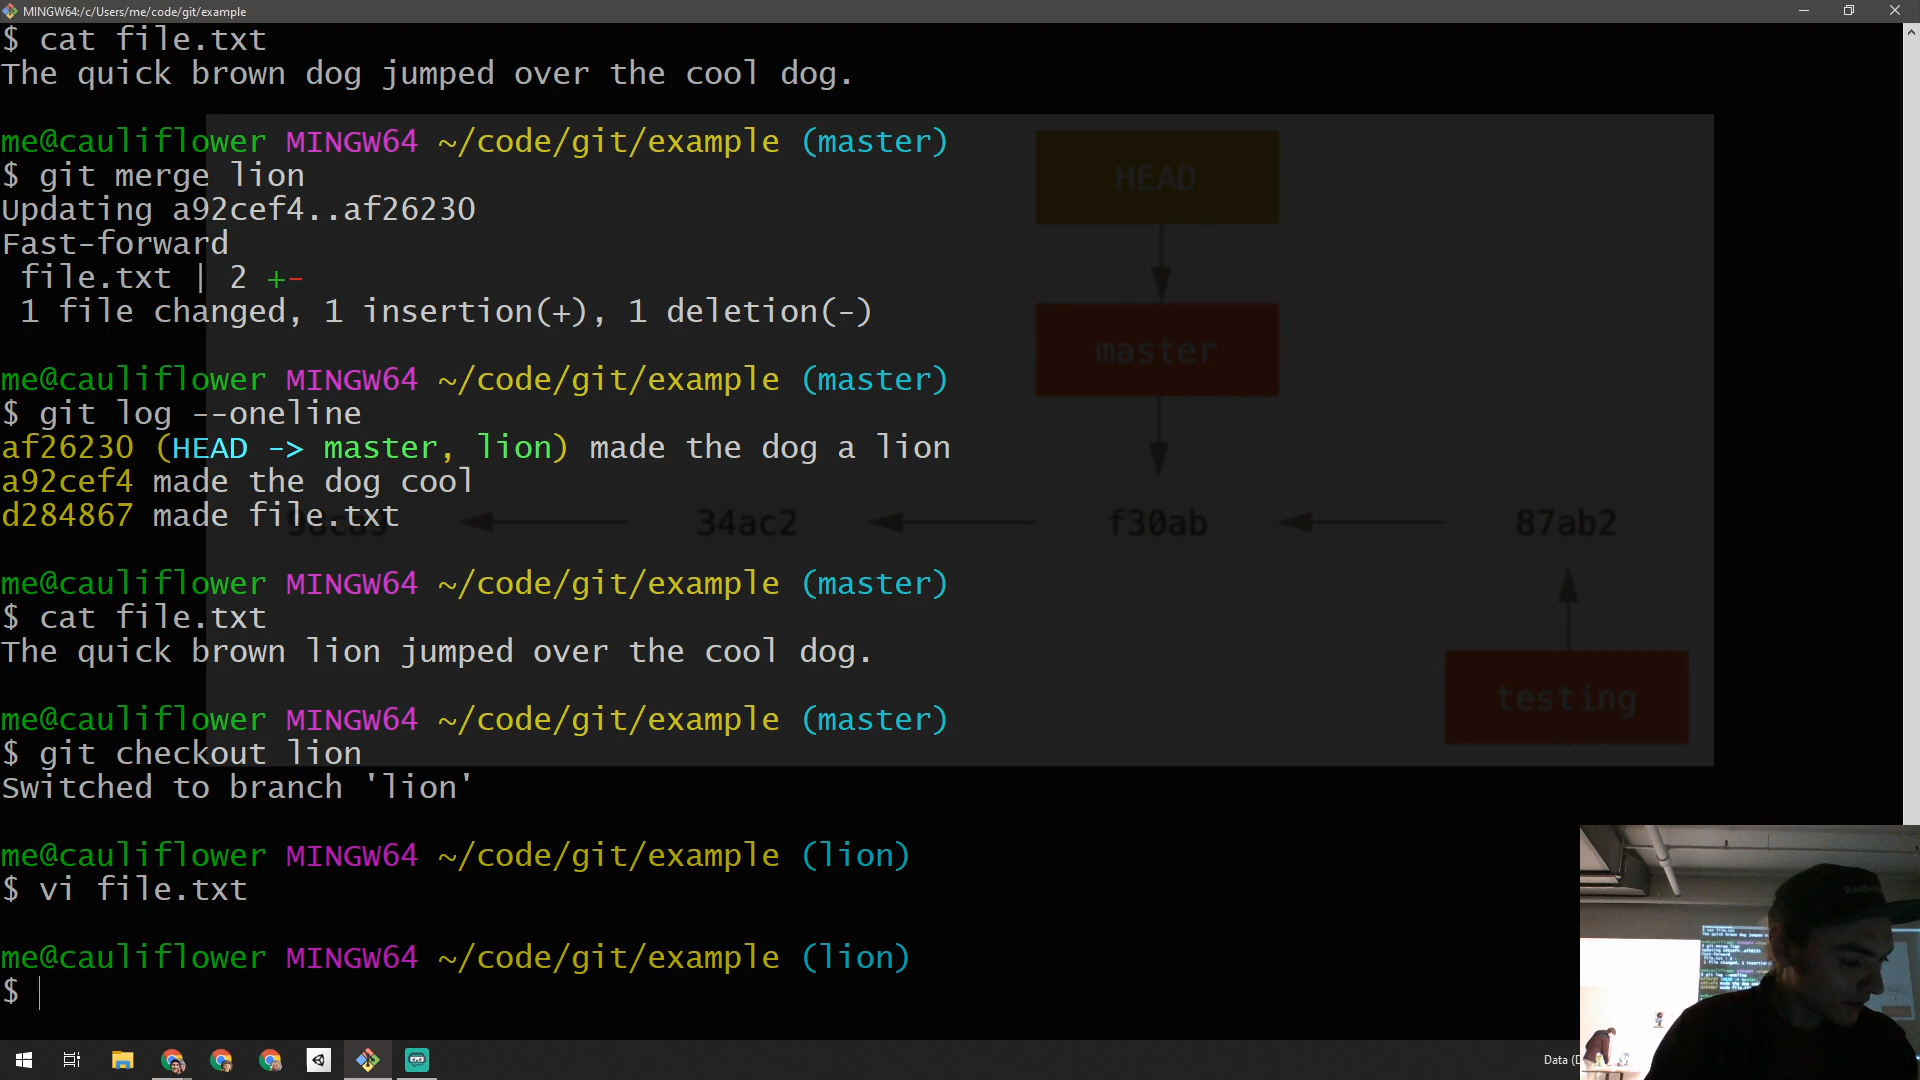 MINGW64:/c/Users/me/code/git/example
$ cat file.txt
The quick brown dog jumped over the cool dog.
me@cauliflower MINGW64 ~/code/git/example (master)
$ git merge lion
Updating a92cef4..af26230
Fast-forward
file.txt | 2 +-
1 file changed, 1 insertion(+), 1 deletion(-)
me@cauliflower MINGW64 ~/code/git/example (master)
$ git log --oneline
af26230 (HEAD -> master, lion) made the dog a lion
a92cef4 made the dog cool
d284867 made file.txt
me@cauliflower MINGW64 ~/code/git/example (master)
$ cat file.txt
The quick brown lion jumped over the cool dog.
me@cauliflower MINGW64 ~/code/git/example (master)
$ git checkout lion
Switched to branch 'lion'
me@cauliflower MINGW64 ~/code/git/example (lion)
$ vi file.txt
me@cauliflower MINGW64 ~/code/git/example (lion)
$
HEAD
master
34ac2
f30ab
87ab2
testing
Data